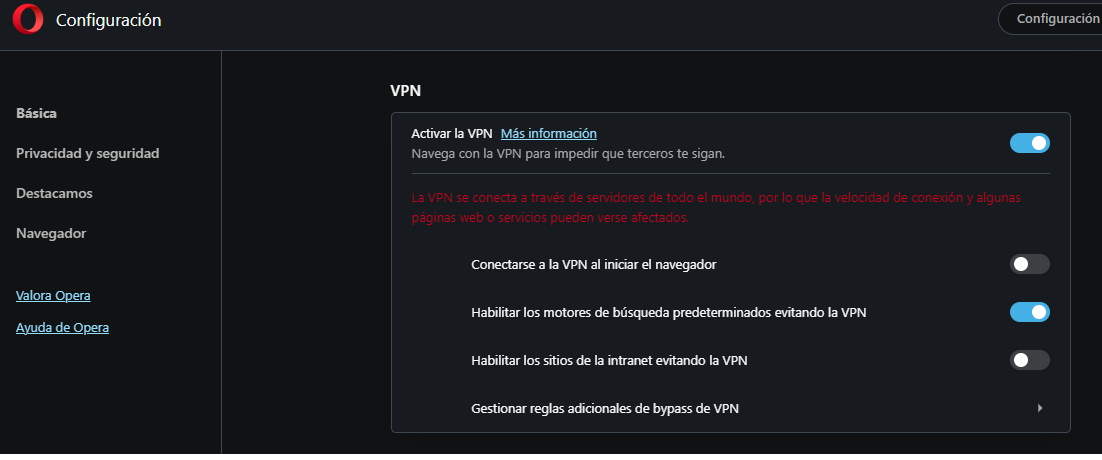 Configuración
Configuración
Básica
Privacidad y seguridad
Destacamos
Navegador
Valora Opera
Ayuda de Opera
VPN
Activar la VPN Más información
Navega con la VPN para impedir que terceros te sigan.
La VPN se conecta a través de servidores de todo el mundo, por lo que la velocidad de conexión y algunas
páginas web o servicios pueden verse afectados.
Conectarse a la VPN al iniciar el navegador
Habilitar los motores de búsqueda predeterminados evitando la VPN
Habilitar los sitios de la intranet evitando la VPN
Gestionar reglas adicionales de bypass de VPN